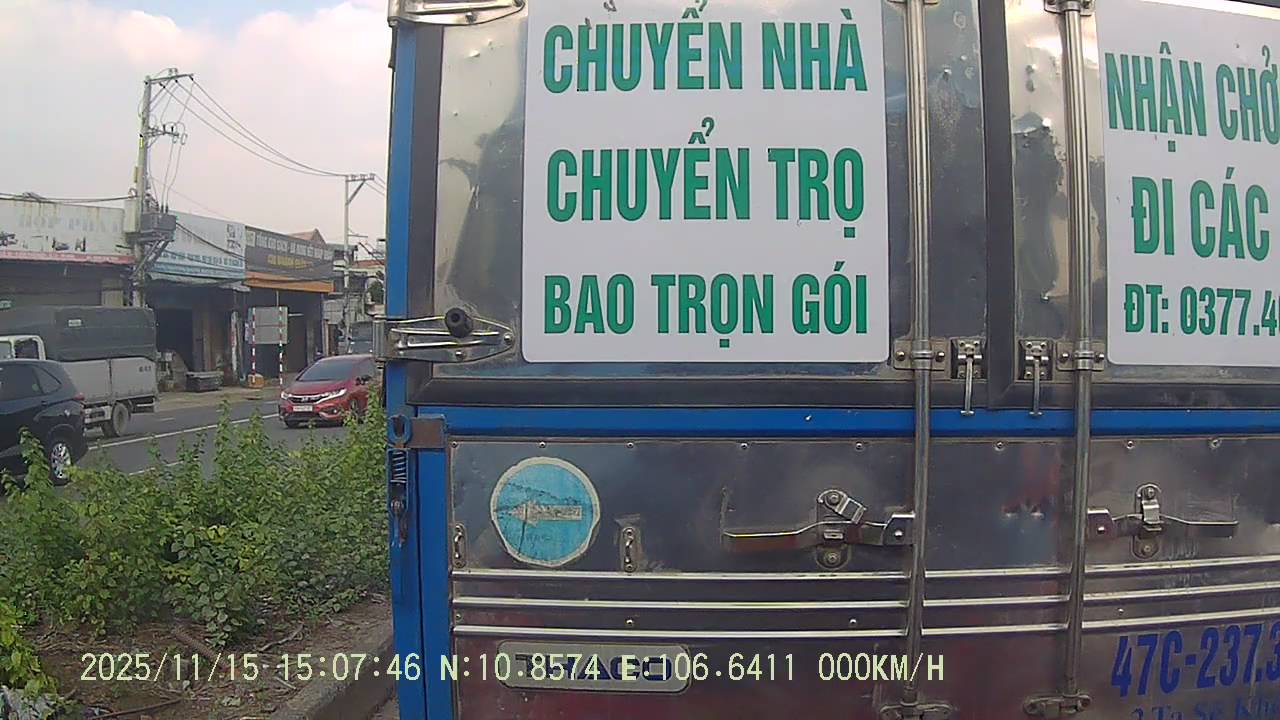 CHUYỂN NHÀ
CHUYỂN TRỌ
BAO TRỌN GÓI
NHẬN CHỞ
ĐI CÁC
ĐT: 0377.4
THACO
47C-237.3
2025/11/15 15:07:46 N:10.8574 E:106.6411 000KM/H